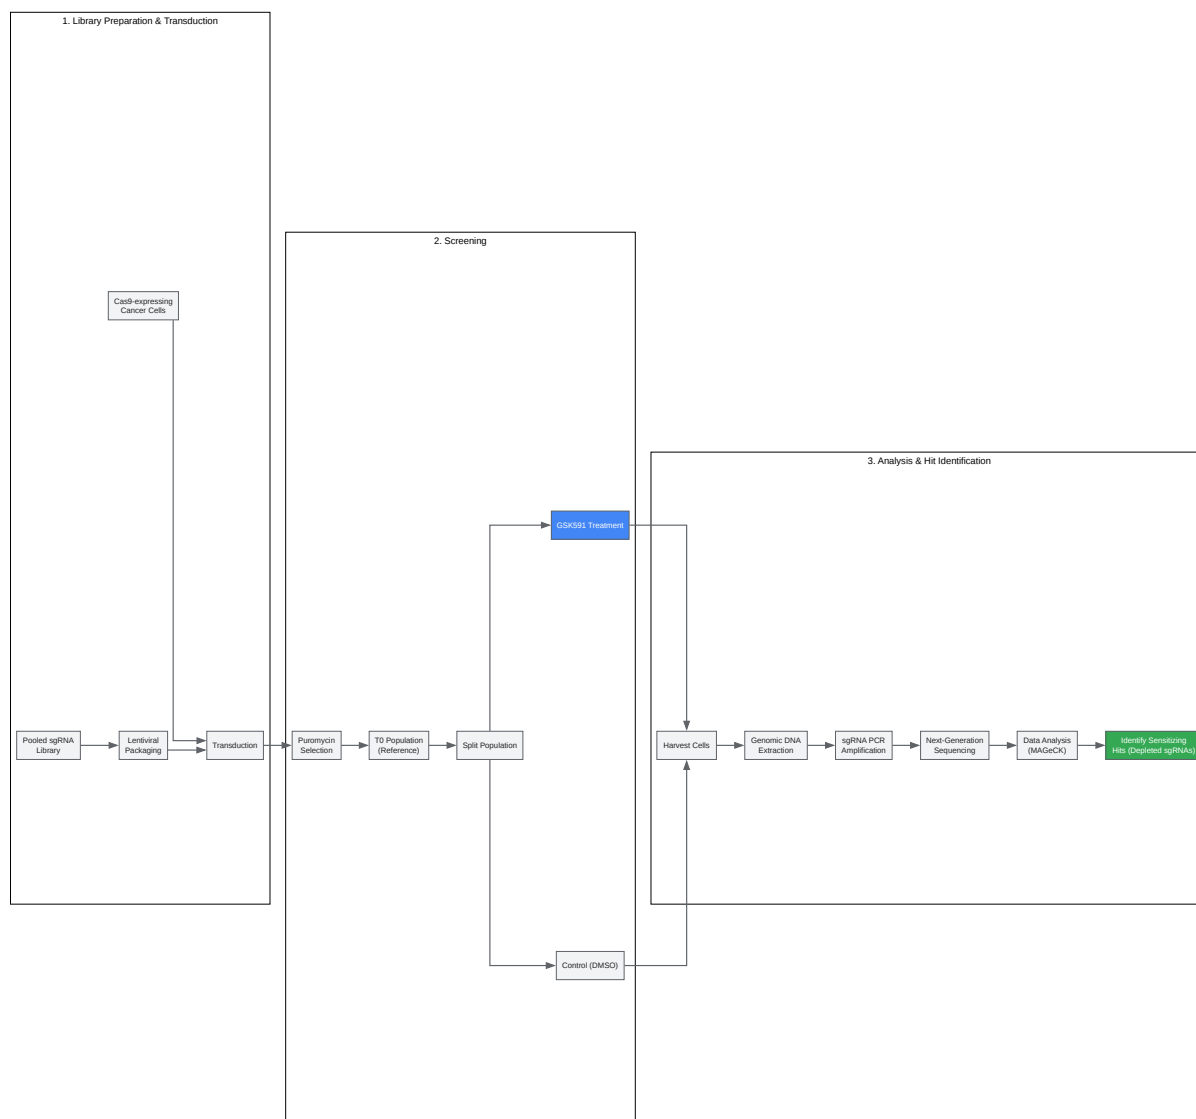 1. Library Preparation & Transduction
Cas9-expressing
Cancer Cells
Pooled sgRNA
Library
Lentiviral
Packaging
Transduction
2. Screening
Puromycin
Selection
T0 Population
(Reference)
Split Population
GSK591 Treatment
Control (DMSO)
3. Analysis & Hit Identification
Harvest Cells
Genomic DNA
Extraction
sgRNA PCR
Amplification
Next-Generation
Sequencing
Data Analysis
(MAGeCK)
Identify Sensitizing
Hits (Depleted sgRNAs)